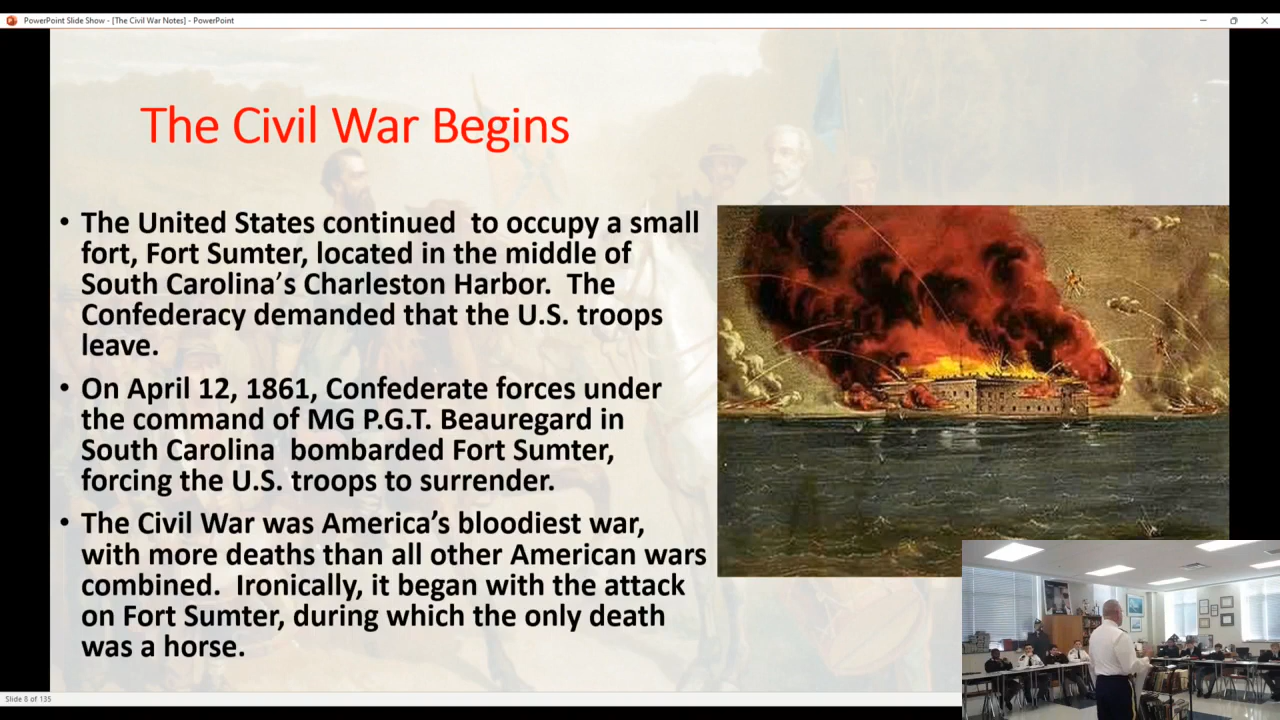 PowerPoint Slide Show - [The Civil War Notes] - PowerPoint
The Civil War Begins
• The United States continued  to occupy a small
fort, Fort Sumter, located in the middle of
South Carolina's Charleston Harbor.  The
Confederacy demanded that the U.S. troops
leave.
• On April 12, 1861, Confederate forces under
the command of MG P.G.T. Beauregard in
South Carolina  bombarded Fort Sumter,
forcing the U.S. troops to surrender.
• The Civil War was America's bloodiest war,
with more deaths than all other American wars
combined.  Ironically, it began with the attack
on Fort Sumter, during which the only death
was a horse.
Slide 8 of 135